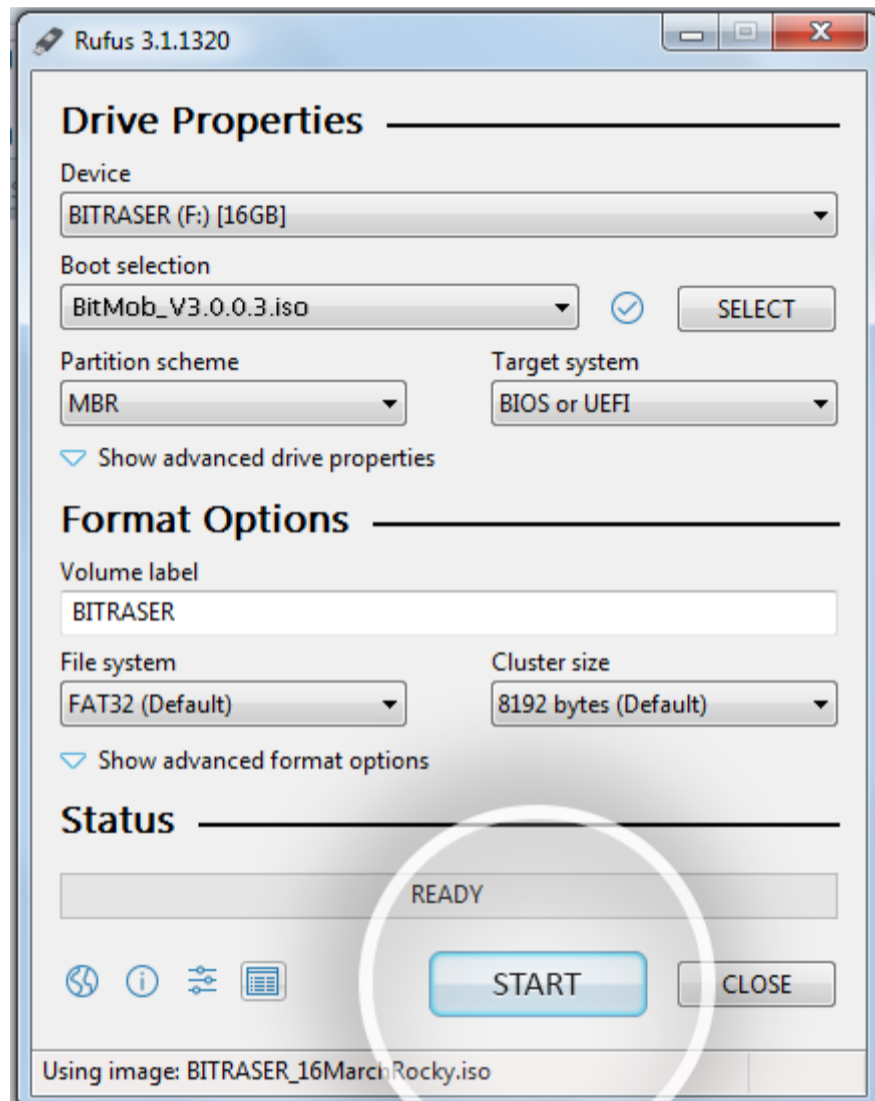 Rufus 3.1.1320
Drive Properties
Device
BITRASER (F:) [16GB]
Boot selection
BitMob_V3.0.0.3.iso
SELECT
Partition scheme
Target system
MBR
BIOS or UEFI
Show advanced drive properties
Format Options
Volume label
BITRASER
File system
Cluster size
FAT32 (Default)
8192 bytes (Default)
Show advanced format options
Status
READY
START
CLOSE
Using image: BITRASER_16MarchRocky.iso